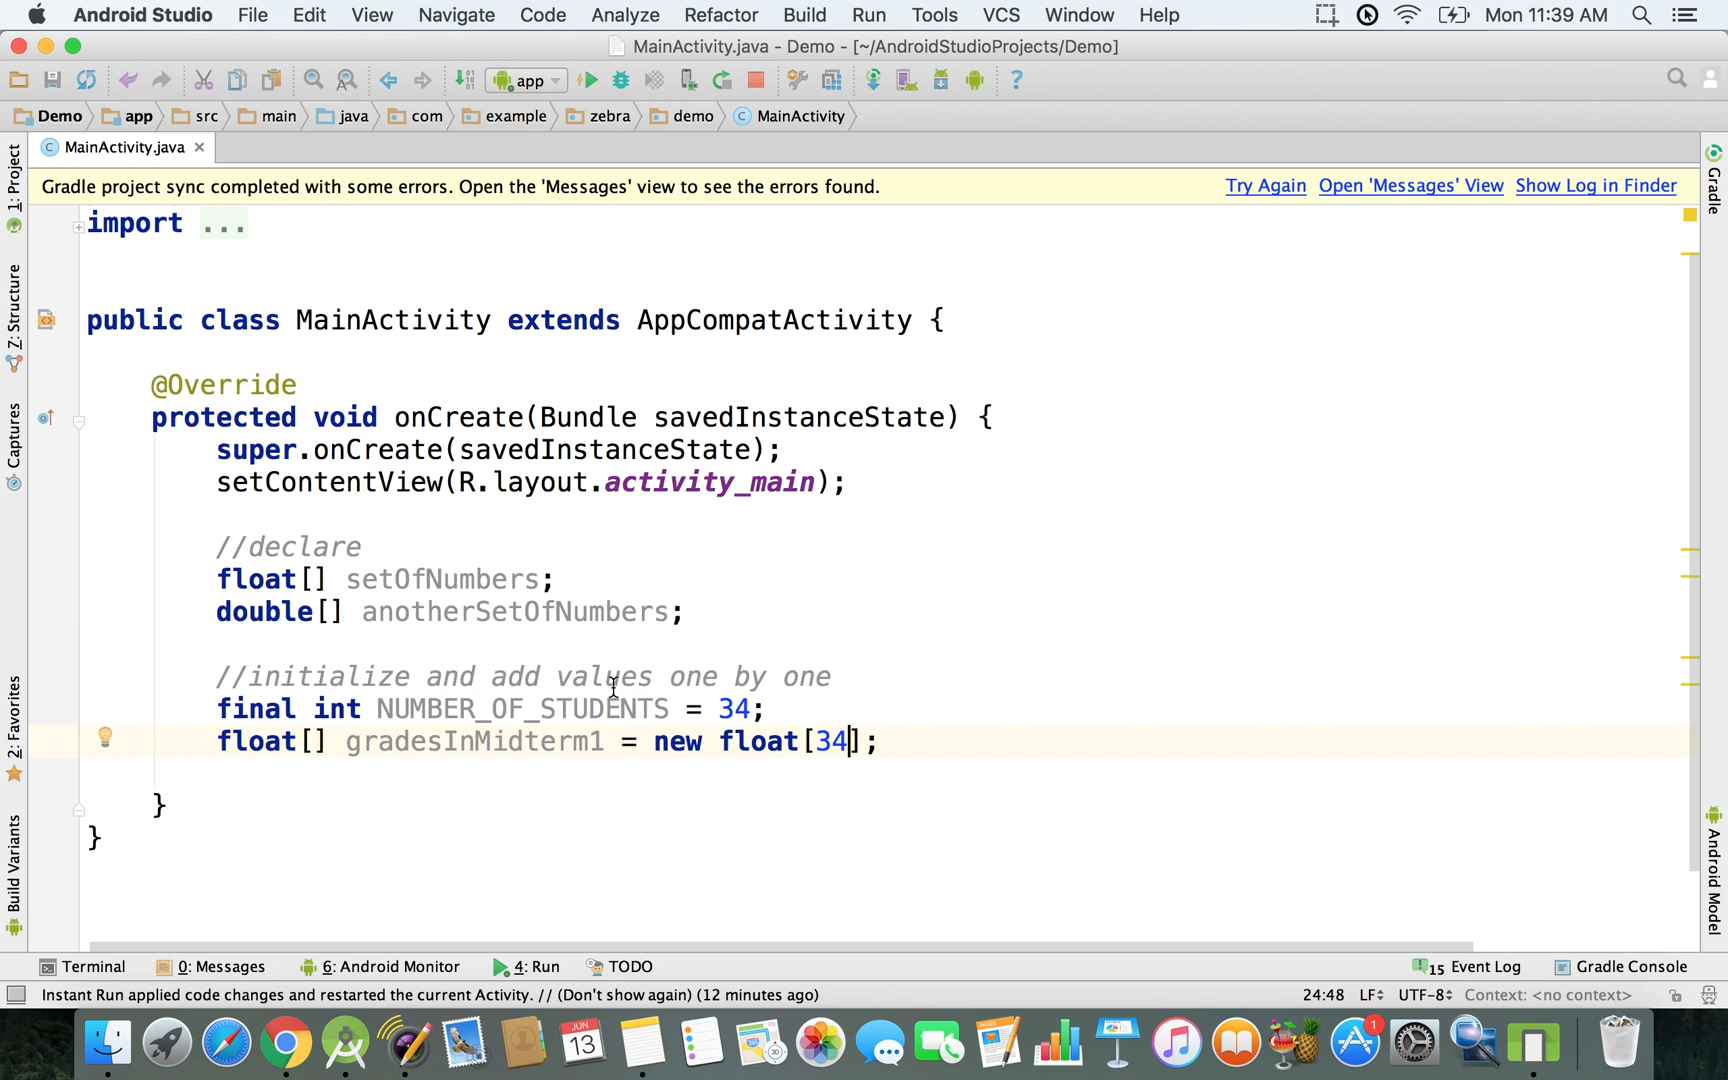 Android Studio File Edit View Navigate Code Analyze Refactor Build Run Tools VCS Window Help Mon 11:39 AM
MainActivity.java - Demo - [~/AndroidStudioProjects/Demo]
app
Demo app src main java com example zebra demo MainActivity
MainActivity.java
Gradle project sync completed with some errors. Open the 'Messages' view to see the errors found. Try Again Open 'Messages' View Show Log in Finder
import ...
public class MainActivity extends AppCompatActivity {
@Override
protected void onCreate(Bundle savedInstanceState) {
super.onCreate(savedInstanceState);
setContentView(R.layout.activity_main);
//declare
float[] setOfNumbers;
double[] anotherSetOfNumbers;
//initialize and add values one by one
final int NUMBER_OF_STUDENTS = 34;
float[] gradesInMidterm1 = new float[34];
}
}
1: Project
Z: Structure
Captures
2: Favorites
Build Variants
Gradle
Android Model
Terminal 0: Messages 6: Android Monitor 4: Run TODO 15 Event Log Gradle Console
Instant Run applied code changes and restarted the current Activity. // (Don't show again) (12 minutes ago) 24:48 LF UTF-8 Context: <no context>
JUN
13
1